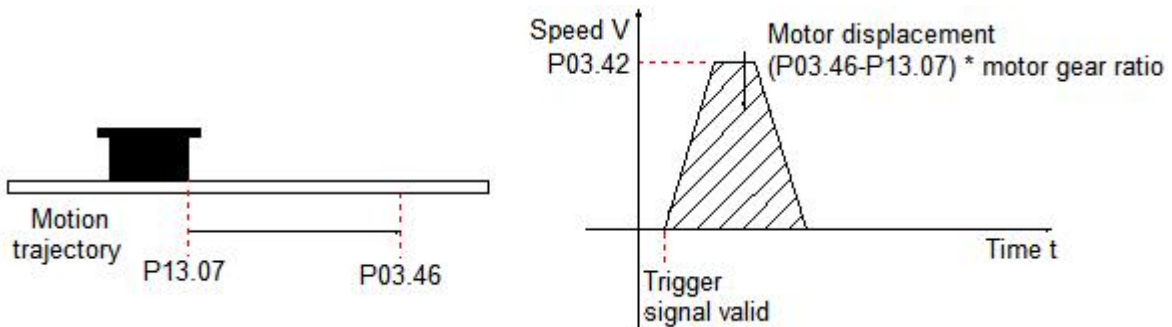 Motion
trajectory
P13.07
P03.46
Speed V
P03.42
Motor displacement
(P03.46-P13.07) * motor gear ratio
Time t
Trigger
signal valid